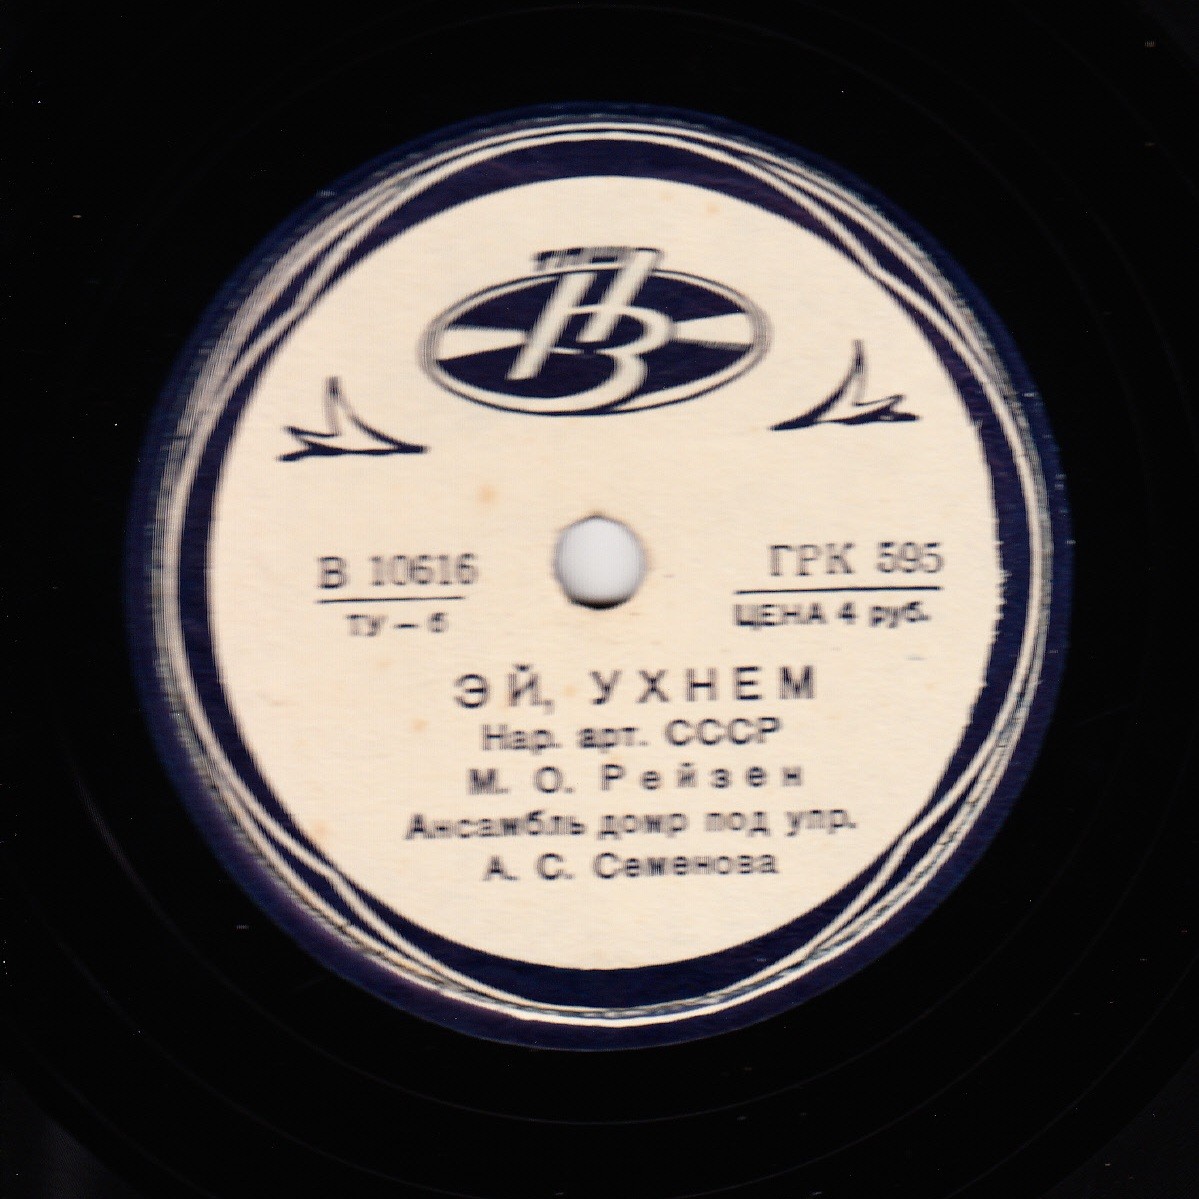 ПЗ
В 10616
ТУ – 6
ГРК 595
ЦЕНА 4 руб.
ЭЙ, УХНЕМ
Нар. арт. СССР
М. О. Рейзен
Ансамбль домр под упр.
А. С. Семенова